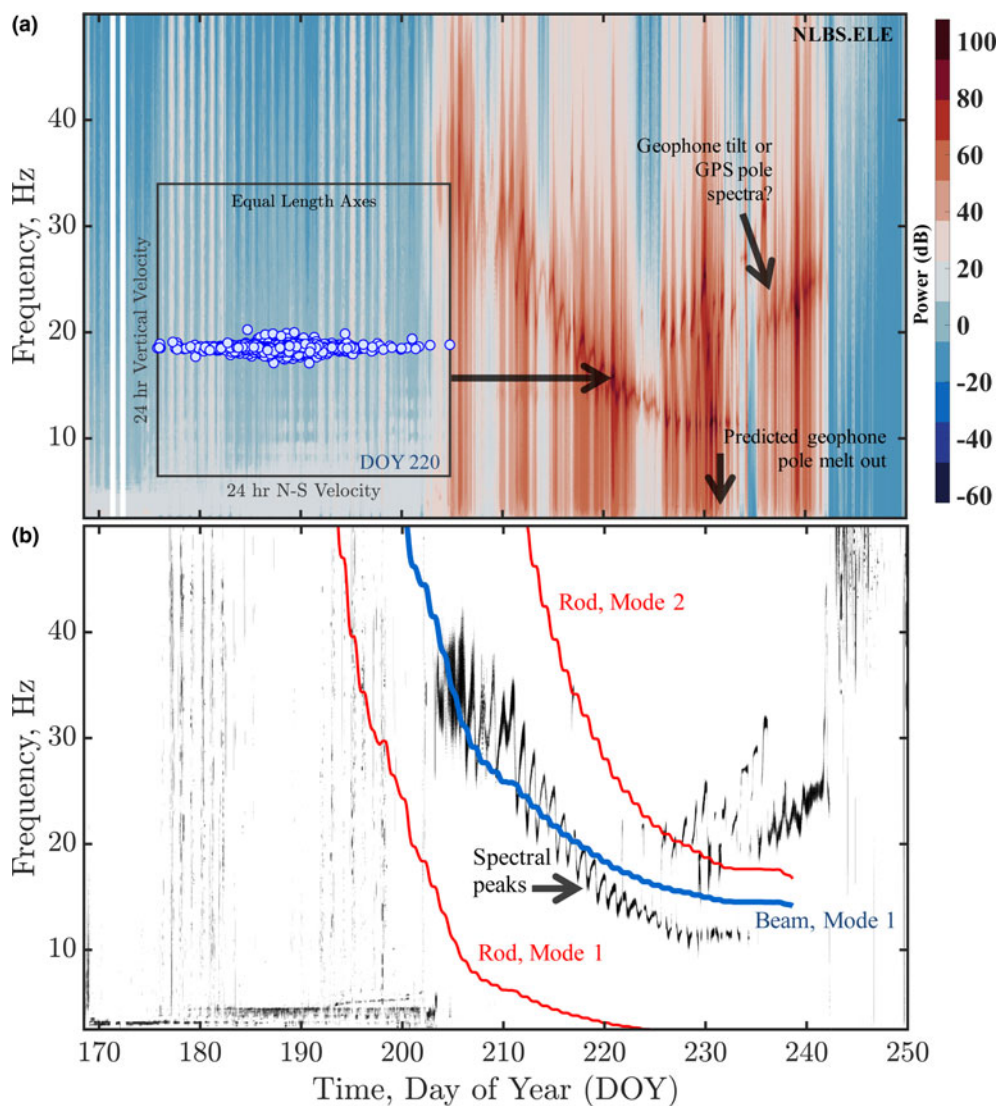 (a)
NLBS.ELE
Frequency, Hz
40
30
20
10
Equal Length Axes
24 hr Vertical Velocity
DOY 220
24 hr N-S Velocity
Geophone tilt or
GPS pole
spectra?
Predicted geophone
pole melt out
Power (dB)
100
80
60
40
20
0
-20
-40
-60
(b)
Frequency, Hz
40
30
20
10
Rod, Mode 2
Spectral
peaks
Beam, Mode 1
Rod, Mode 1
170 180 190 200 210 220 230 240 250
Time, Day of Year (DOY)